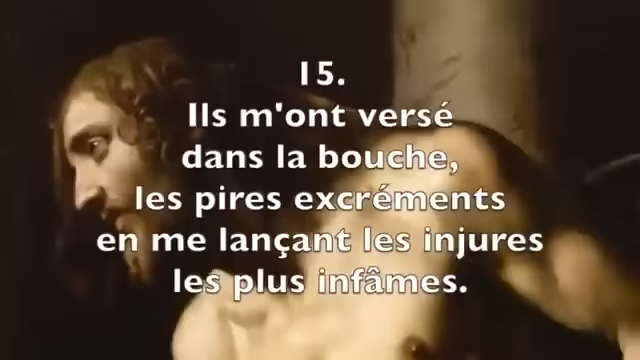 15.
Ils m'ont versé
dans la bouche,
les pires excréments
en me lançant les injures
les plus infâmes.